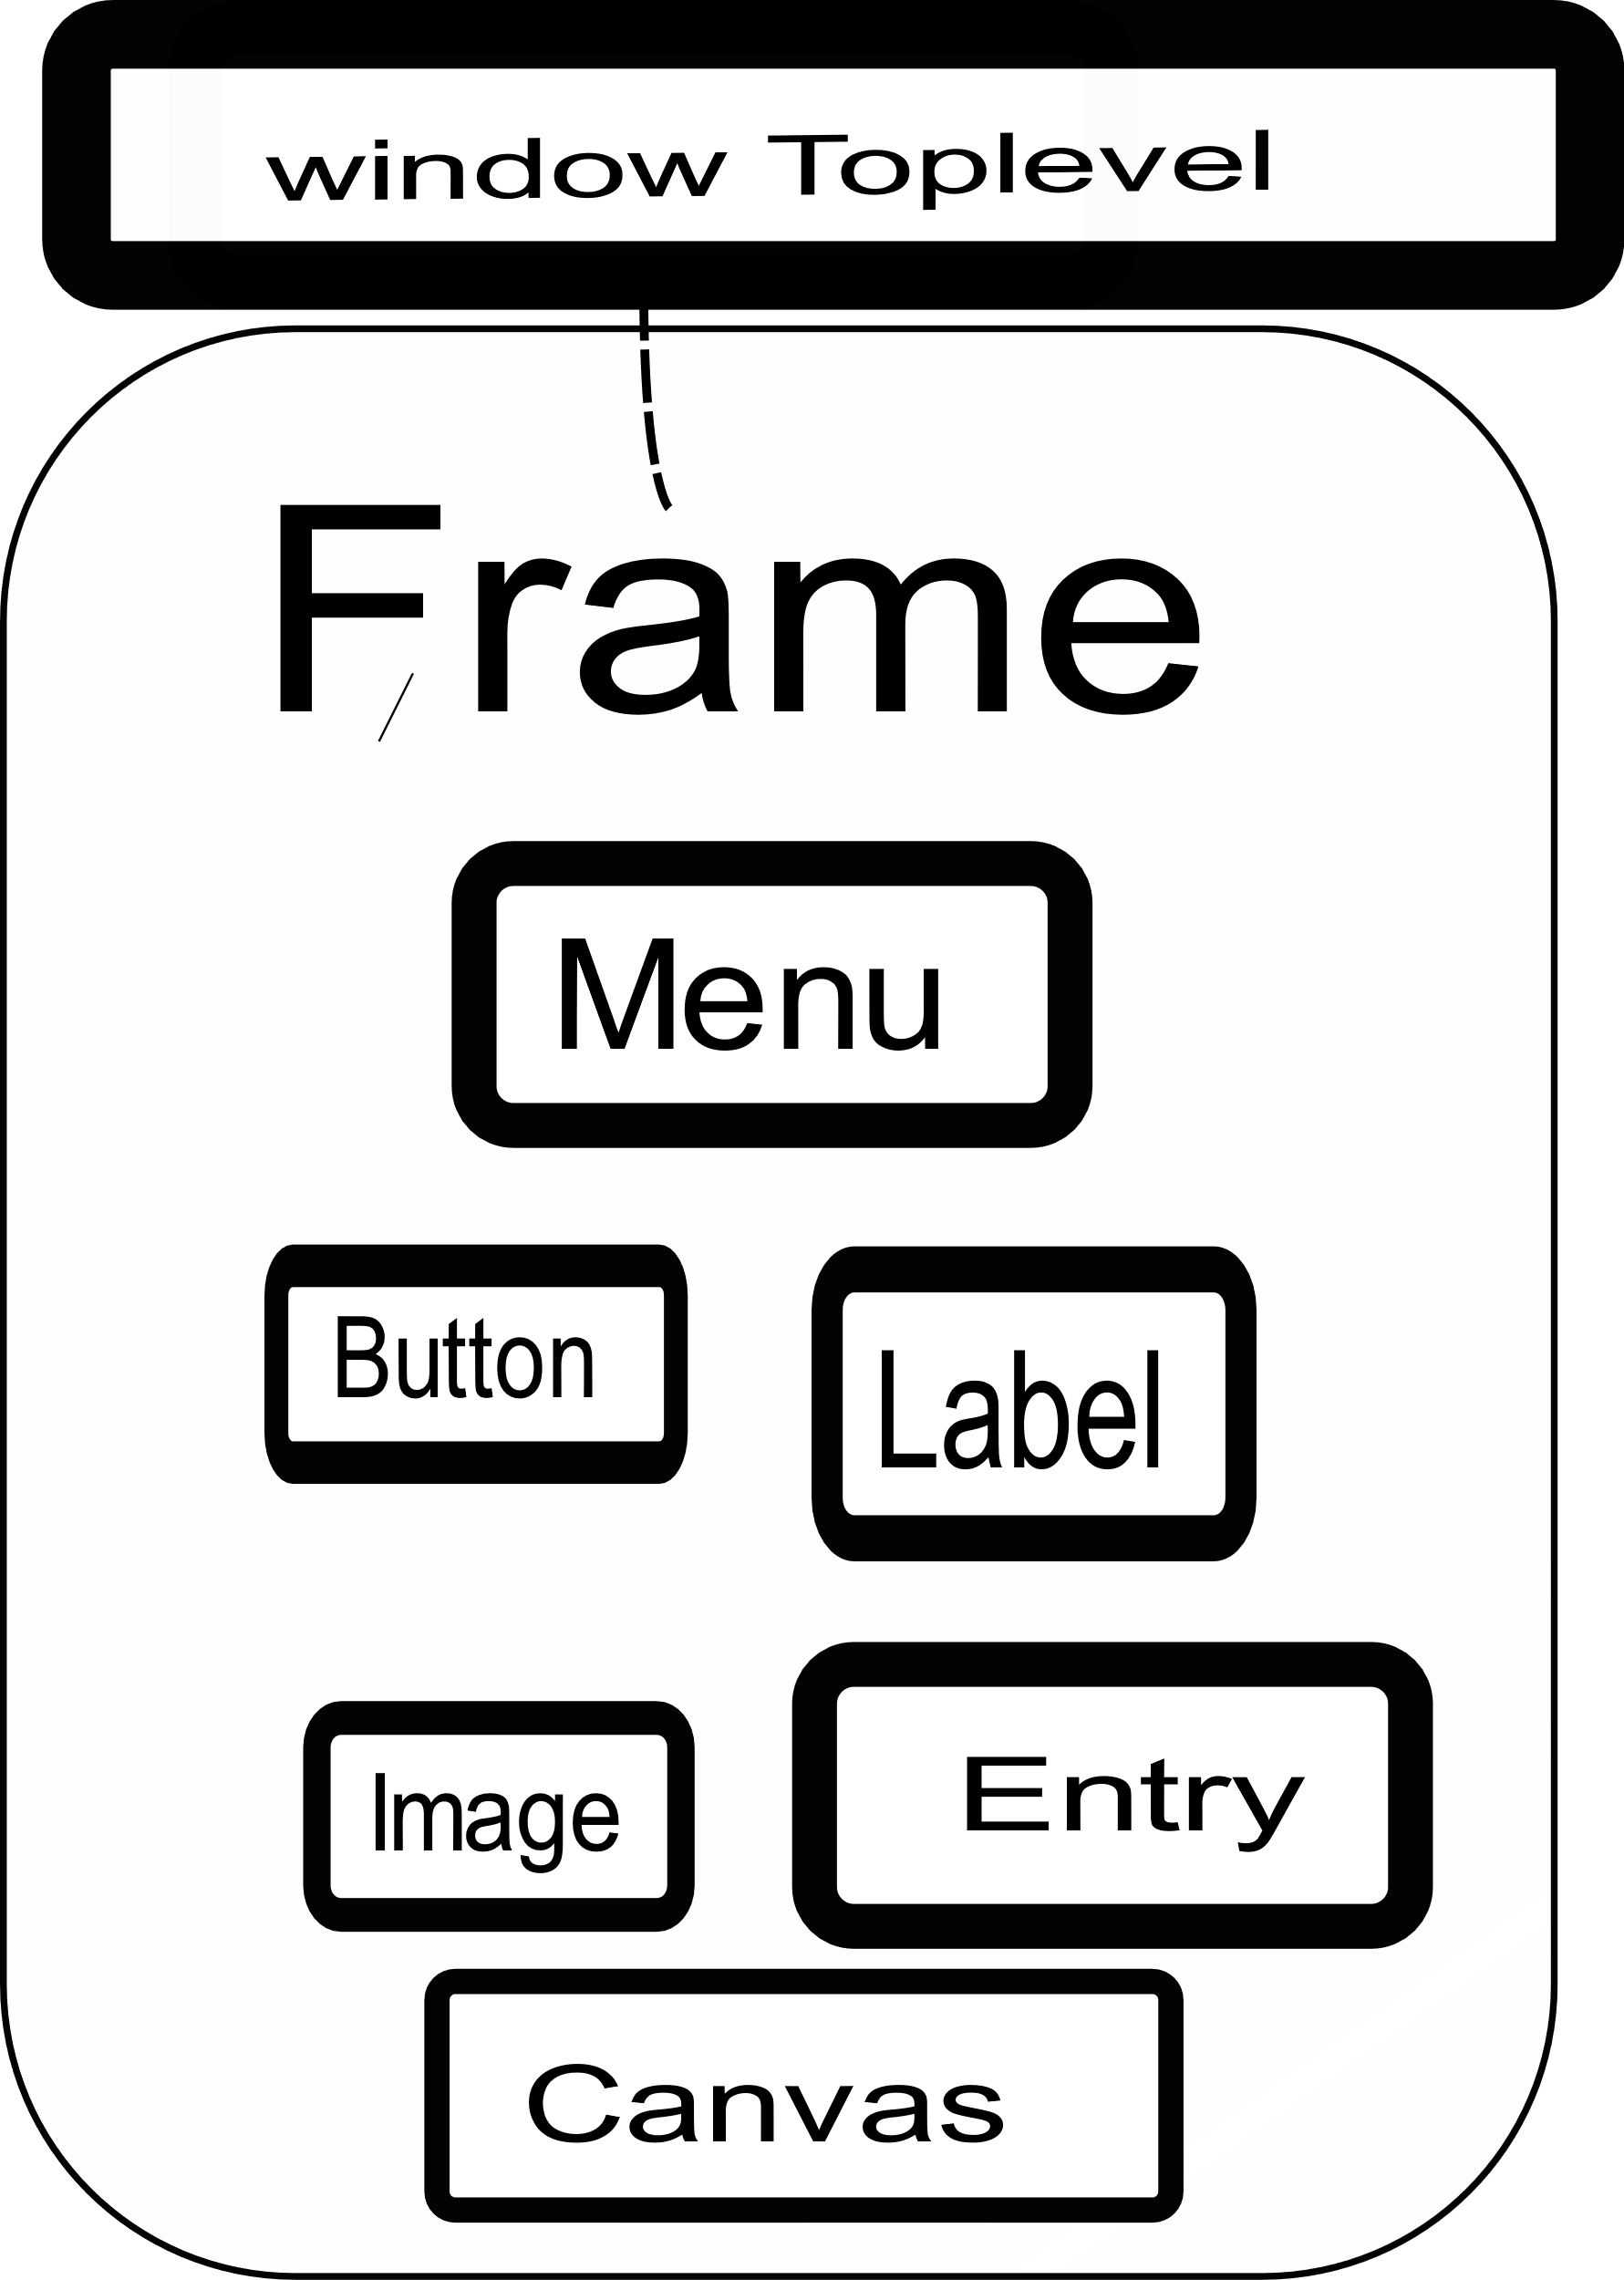 window Toplevel
Frame
Menu
Button
Label
Image
Entry
Canvas